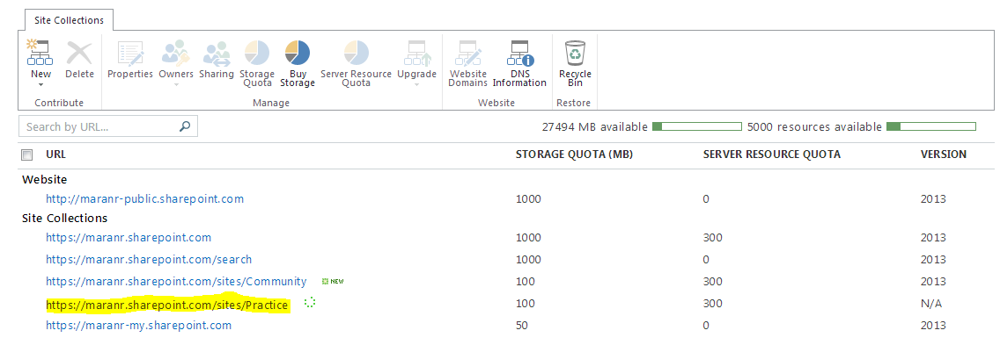 Site Collections
New Delete Properties Owners Sharing Storage Quota Buy Storage Server Resource Quota Upgrade Website Domains DNS Information Recycle Bin
Contribute Manage Website Restore
Search by URL... 27494 MB available 5000 resources available
URL STORAGE QUOTA (MB) SERVER RESOURCE QUOTA VERSION
Website
http://maranr-public.sharepoint.com 1000 0 2013
Site Collections
https://maranr.sharepoint.com 1000 300 2013
https://maranr.sharepoint.com/search 1000 0 2013
https://maranr.sharepoint.com/sites/Community NEW 100 300 2013
https://maranr.sharepoint.com/sites/Practice 100 300 N/A
https://maranr-my.sharepoint.com 50 0 2013